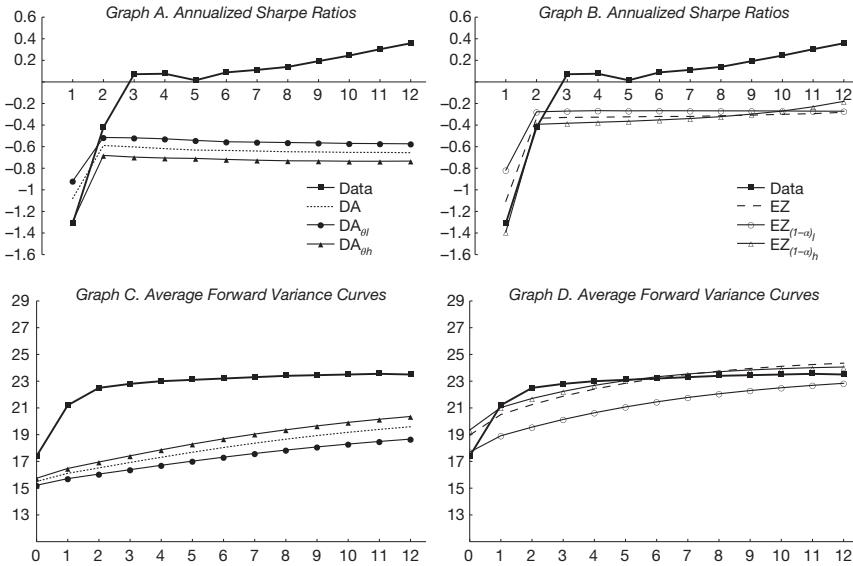 Graph A. Annualized Sharpe Ratios
0.6
0.4
0.2
−0.2
−0.4
−0.6
−0.8
−1
−1.2
−1.4
−1.6
1 2 3 4 5 6 7 8 9 10 11 12
Data
DA
DAθl
DAθh
Graph B. Annualized Sharpe Ratios
0.6
0.4
0.2
−0.2
−0.4
−0.6
−0.8
−1
−1.2
−1.4
−1.6
1 2 3 4 5 6 7 8 9 10 11 12
Data
EZ
EZ(1−α)l
EZ(1−α)h
Graph C. Average Forward Variance Curves
29
27
25
23
21
19
17
15
13
11
0 1 2 3 4 5 6 7 8 9 10 11 12
Graph D. Average Forward Variance Curves
29
27
25
23
21
19
17
15
13
11
0 1 2 3 4 5 6 7 8 9 10 11 12